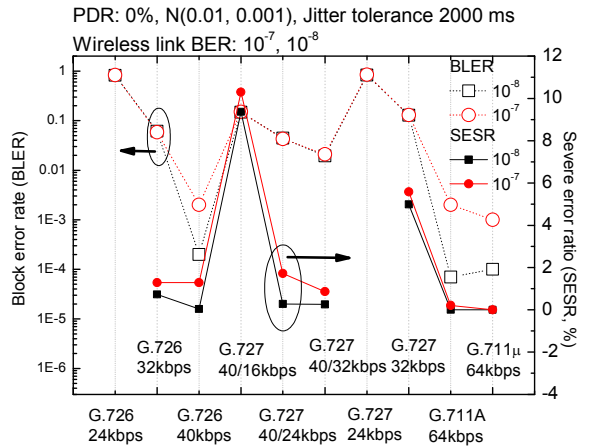 PDR: 0%, N(0.01, 0.001), Jitter tolerance 2000 ms
Wireless link BER: 10⁻⁷, 10⁻⁸
Block error rate (BLER)
1
0.1
0.01
1E-3
1E-4
1E-5
1E-6
BLER
10⁻⁸
10⁻⁷
SESR
10⁻⁸
10⁻⁷
12
10
8
6
4
2
0
-2
-4
Severe error ratio (SESR, %)
G.726
32kbps
G.727
40/16kbps
G.727
40/32kbps
G.727
32kbps
G.711μ
64kbps
G.726
24kbps
G.726
40kbps
G.727
40/24kbps
G.727
24kbps
G.711A
64kbps